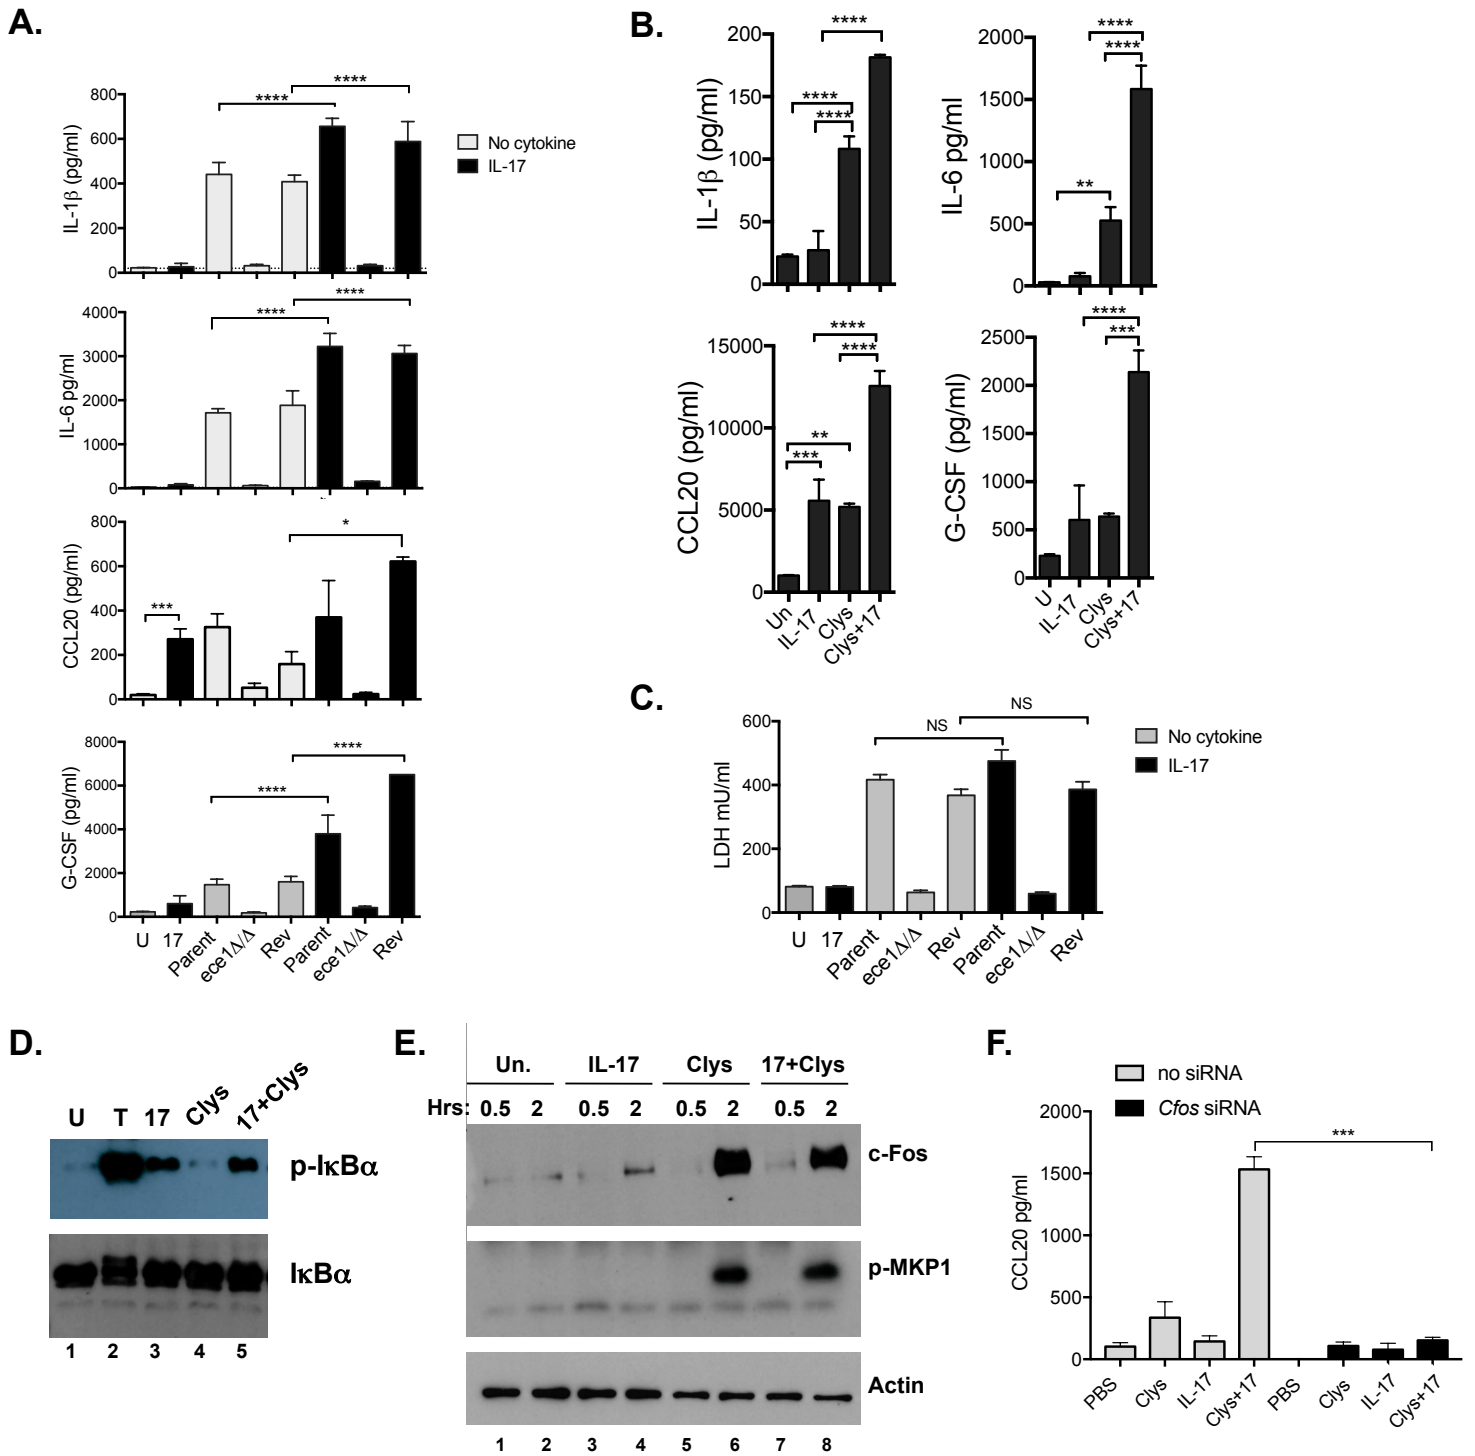 A.
****
****
800
600
400
200
0
IL-1β (pg/ml)
No cytokine
IL-17
****
****
4000
3000
2000
1000
0
IL-6 pg/ml
*
***
800
600
400
200
0
CCL20 (pg/ml)
****
****
8000
6000
4000
2000
0
G-CSF (pg/ml)
U 17 Parent ece1Δ/Δ Rev Parent ece1Δ/Δ Rev
B.
****
****
****
200
150
100
50
0
IL-1β (pg/ml)
****
****
**
2000
1500
1000
500
0
IL-6 pg/ml
****
****
**
***
15000
10000
5000
0
CCL20 (pg/ml)
Un IL-17 Clys Clys+17
****
***
2500
2000
1500
1000
500
0
G-CSF (pg/ml)
U IL-17 Clys Clys+17
C.
NS
NS
600
400
200
0
LDH mU/ml
No cytokine
IL-17
U 17 Parent ece1Δ/Δ Rev Parent ece1Δ/Δ Rev
D.
U T 17 Clys 17+Clys
p-IκBα
IκBα
1 2 3 4 5
E.
Un. IL-17 Clys 17+Clys
Hrs: 0.5 2 0.5 2 0.5 2 0.5 2
c-Fos
p-MKP1
Actin
1 2 3 4 5 6 7 8
F.
no siRNA
Cfos siRNA
***
2000
1500
1000
500
0
CCL20 pg/ml
PBS Clys IL-17 Clys+17 PBS Clys IL-17 Clys+17